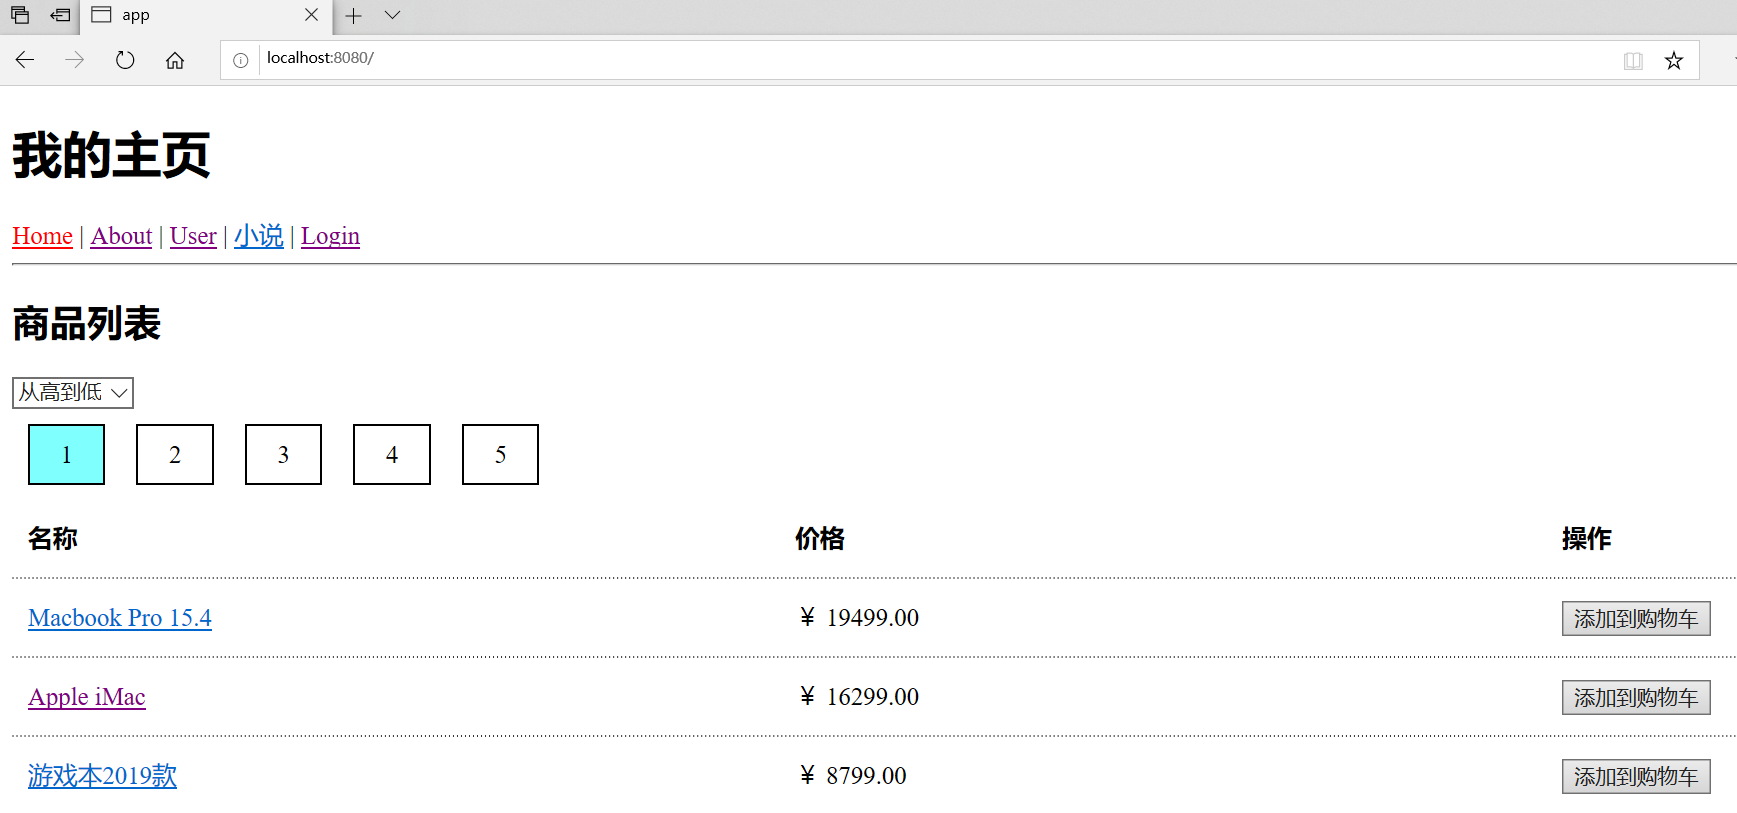 app
localhost:8080/
我的主页
Home | About | User | 小说 | Login
商品列表
从高到低
1 2 3 4 5
名称 价格 操作
Macbook Pro 15.4 ¥ 19499.00 添加到购物车
Apple iMac ¥ 16299.00 添加到购物车
游戏本2019款 ¥ 8799.00 添加到购物车